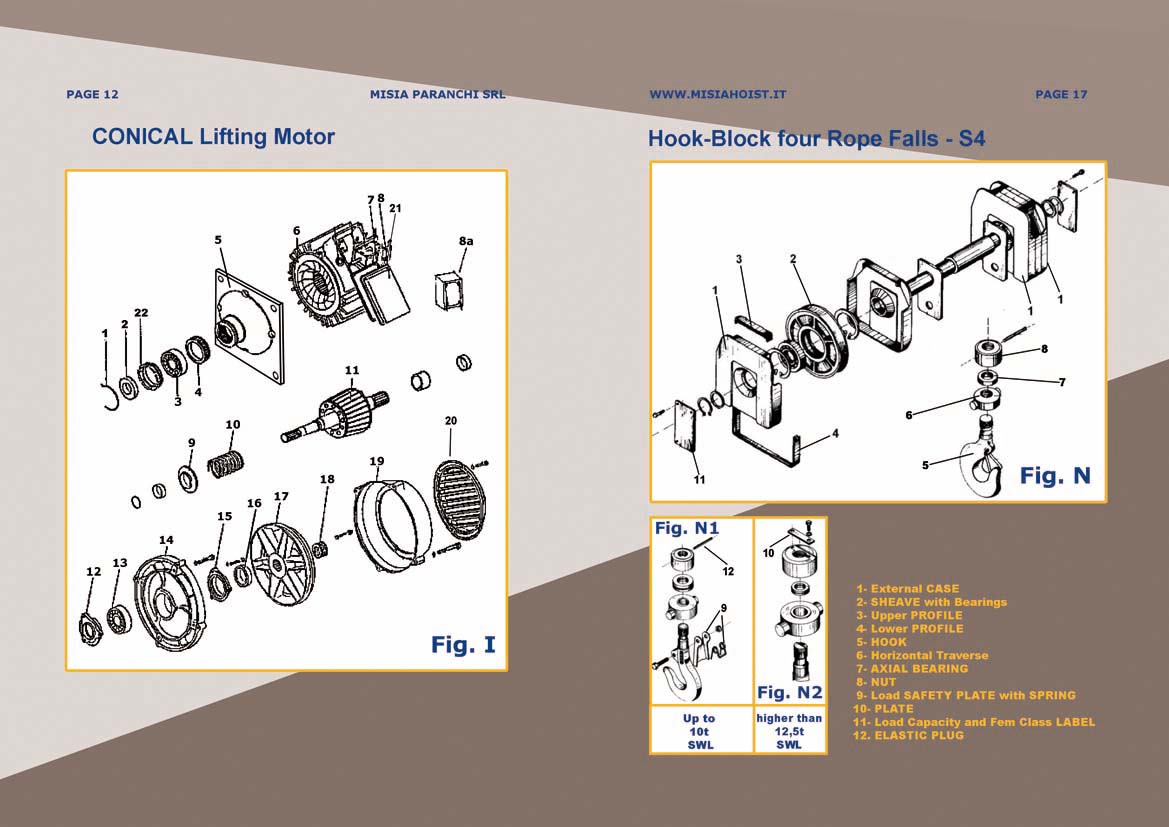 PAGE 12
MISIA PARANCHI SRL
CONICAL Lifting Motor
1
2
22
3
4
5
6
7
8
21
8a
11
9
10
20
19
18
17
16
15
14
13
12
Fig. I
WWW.MISIAHOIST.IT
PAGE 17
Hook-Block four Rope Falls - S4
1
3
2
1
1
8
7
6
5
4
11
Fig. N
Fig. N1
12
9
Up to
10t
SWL
10
Fig. N2
higher than
12,5t
SWL
1- External CASE
2- SHEAVE with Bearings
3- Upper PROFILE
4- Lower PROFILE
5- HOOK
6- Horizontal Traverse
7- AXIAL BEARING
8- NUT
9- Load SAFETY PLATE with SPRING
10- PLATE
11- Load Capacity and Fem Class LABEL
12. ELASTIC PLUG